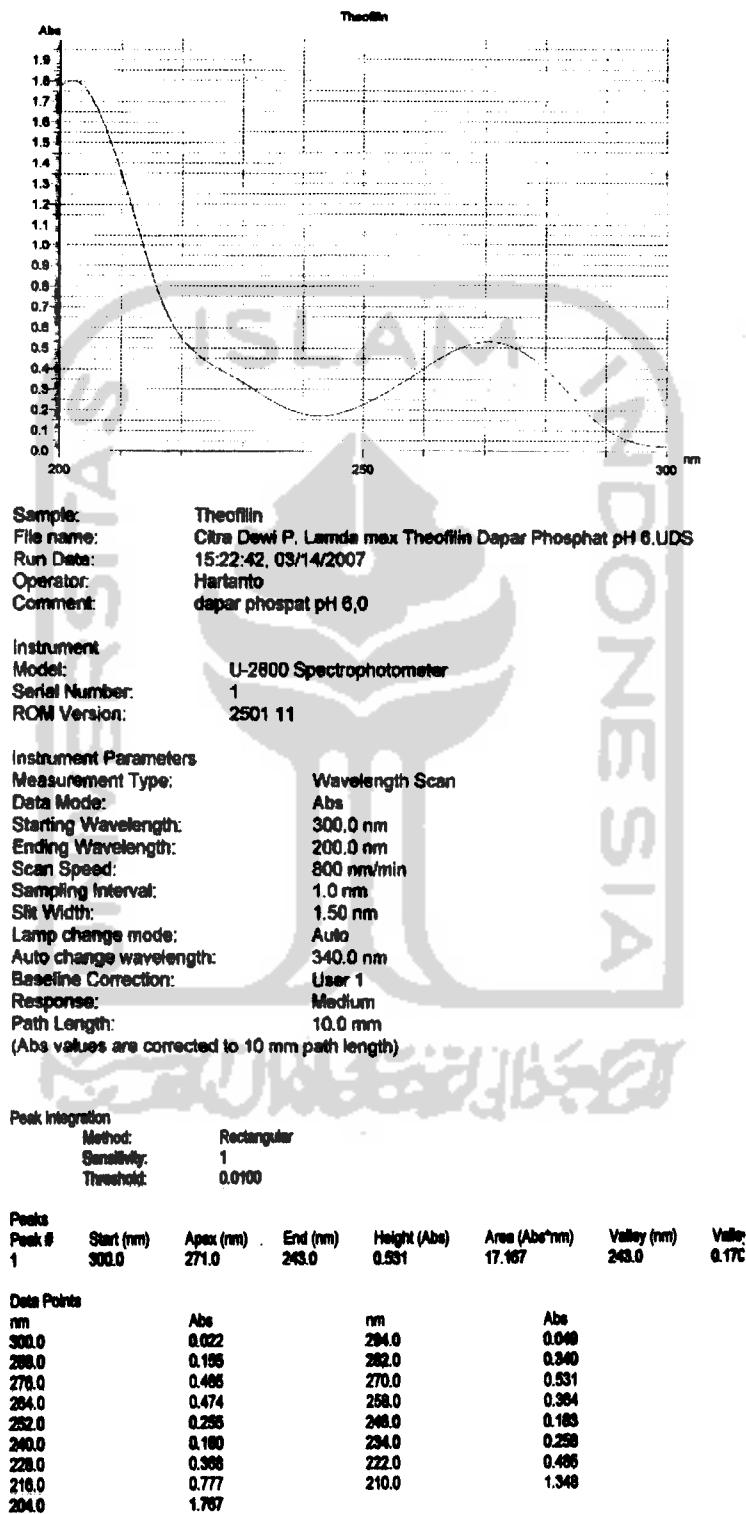 Theofilin
Abs
1.9
1.8
1.7
1.6
1.5
1.4
1.3
1.2
1.1
1.0
0.9
0.8
0.7
0.6
0.5
0.4
0.3
0.2
0.1
0.0
200 250 300 nm
UNIVERSITAS ISLAM INDONESIA
Sample: Theofilin
File name: Citra Dewi P. Lamda max Theofilin Dapar Phosphat pH 6.UDS
Run Date: 15:22:42, 03/14/2007
Operator: Hartanto
Comment: dapar phospat pH 6,0
Instrument
Model: U-2800 Spectrophotometer
Serial Number: 1
ROM Version: 2501 11
Instrument Parameters
Measurement Type: Wavelength Scan
Data Mode: Abs
Starting Wavelength: 300.0 nm
Ending Wavelength: 200.0 nm
Scan Speed: 800 nm/min
Sampling Interval: 1.0 nm
Slit Width: 1.50 nm
Lamp change mode: Auto
Auto change wavelength: 340.0 nm
Baseline Correction: User 1
Response: Medium
Path Length: 10.0 mm
(Abs values are corrected to 10 mm path length)
Peak Integration
Method: Rectangular
Sensitivity: 1
Threshold: 0.0100
Peaks
Peak # Start (nm) Apex (nm) End (nm) Height (Abs) Area (Abs*nm) Valley (nm) Valley
1 300.0 271.0 243.0 0.531 17.167 243.0 0.170
Data Points
nm Abs nm Abs
300.0 0.022 294.0 0.049
288.0 0.155 282.0 0.340
276.0 0.485 270.0 0.531
264.0 0.474 258.0 0.364
252.0 0.255 246.0 0.183
240.0 0.180 234.0 0.258
228.0 0.368 222.0 0.486
216.0 0.777 210.0 1.348
204.0 1.767